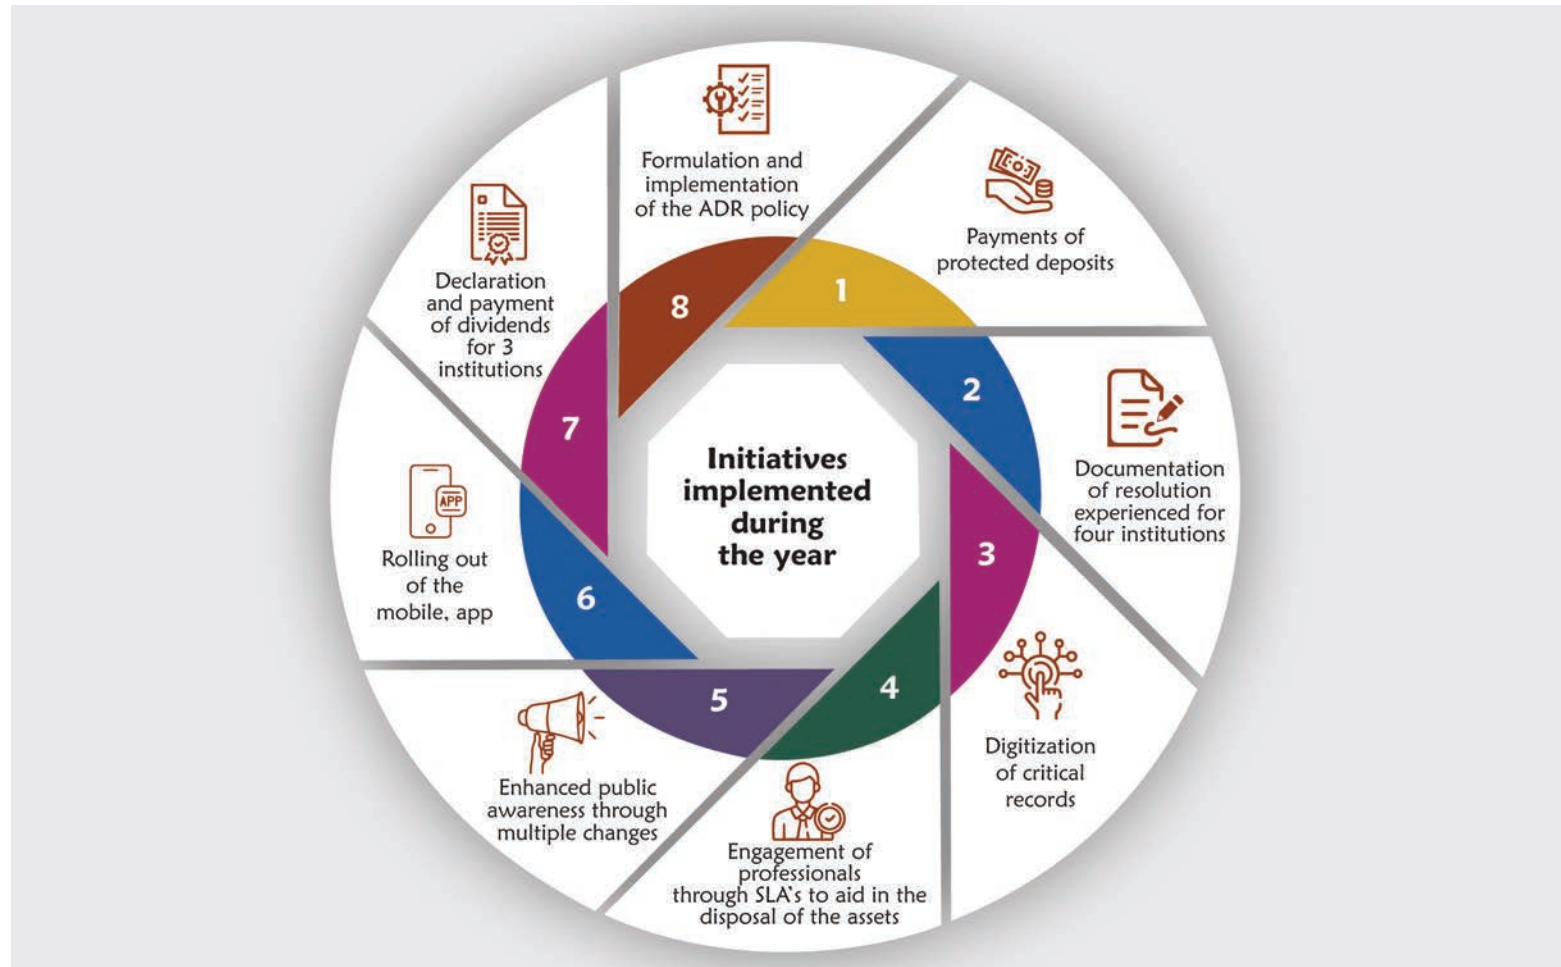 Initiatives
implemented
during
the year
1
Payments of
protected deposits
2
Documentation
of resolution
experienced for
four institutions
3
Digitization
of critical
records
4
Engagement of
professionals
through SLA's to aid in the
disposal of the assets
5
Enhanced public
awareness through
multiple changes
6
APP
Rolling out
of the
mobile, app
7
Declaration
and payment
of dividends
for 3
institutions
8
Formulation and
implementation
of the ADR policy